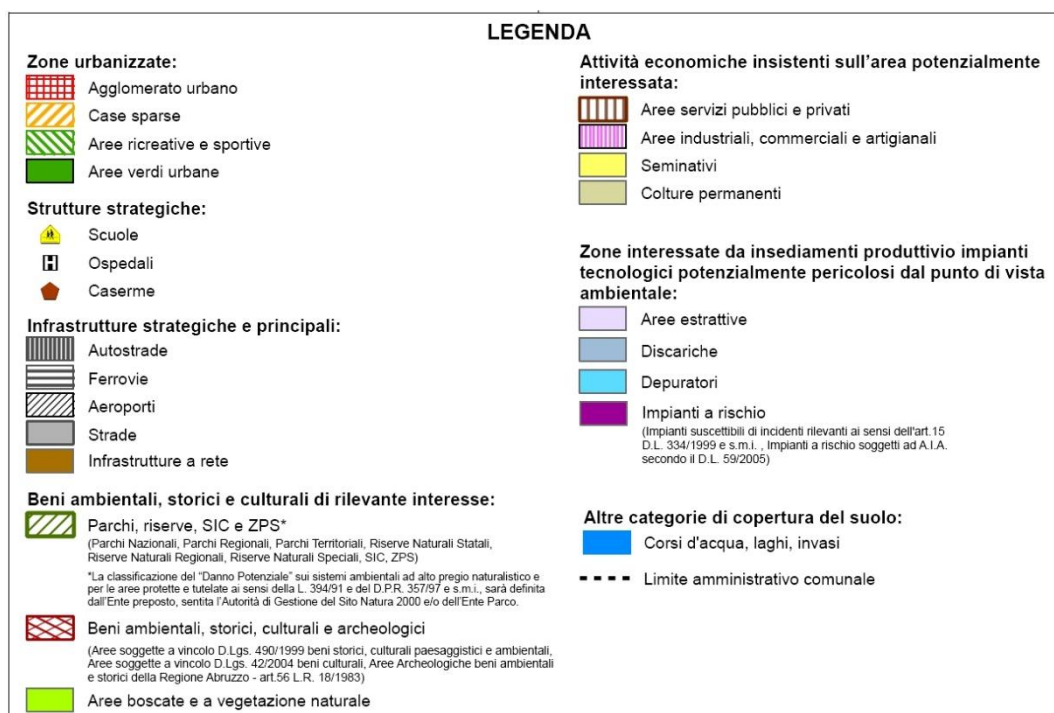 LEGENDA
Zone urbanizzate:
Agglomerato urbano
Case sparse
Aree ricreative e sportive
Aree verdi urbane
Strutture strategiche:
Scuole
H
Ospedali
Caserme
Infrastrutture strategiche e principali:
Autostrade
Ferrovie
Aeroporti
Strade
Infrastrutture a rete
Beni ambientali, storici e culturali di rilevante interesse:
Parchi, riserve, SIC e ZPS*
(Parchi Nazionali, Parchi Regionali, Parchi Territoriali, Riserve Naturali Statali,
Riserve Naturali Regionali, Riserve Naturali Speciali, SIC, ZPS)
*La classificazione del "Danno Potenziale" sui sistemi ambientali ad alto pregio naturalistico e
per le aree protette e tutelate ai sensi della L. 394/91 e del D.P.R. 357/97 e s.m.i., sarà definita
dall'Ente preposto, sentita l'Autorità di Gestione del Sito Natura 2000 e/o dell'Ente Parco.
Beni ambientali, storici, culturali e archeologici
(Aree soggette a vincolo D.Lgs. 490/1999 beni storici, culturali paesaggistici e ambientali,
Aree soggette a vincolo D.Lgs. 42/2004 beni culturali, Aree Archeologiche beni ambientali
e storici della Regione Abruzzo - art.56 L.R. 18/1983)
Aree boscate e a vegetazione naturale
Attività economiche insistenti sull'area potenzialmente
interessata:
Aree servizi pubblici e privati
Aree industriali, commerciali e artigianali
Seminativi
Colture permanenti
Zone interessate da insediamenti produttivio impianti
tecnologici potenzialmente pericolosi dal punto di vista
ambientale:
Aree estrattive
Discariche
Depuratori
Impianti a rischio
(Impianti suscettibili di incidenti rilevanti ai sensi dell'art.15
D.L. 334/1999 e s.m.i. , Impianti a rischio soggetti ad A.I.A.
secondo il D.L. 59/2005)
Altre categorie di copertura del suolo:
Corsi d'acqua, laghi, invasi
Limite amministrativo comunale